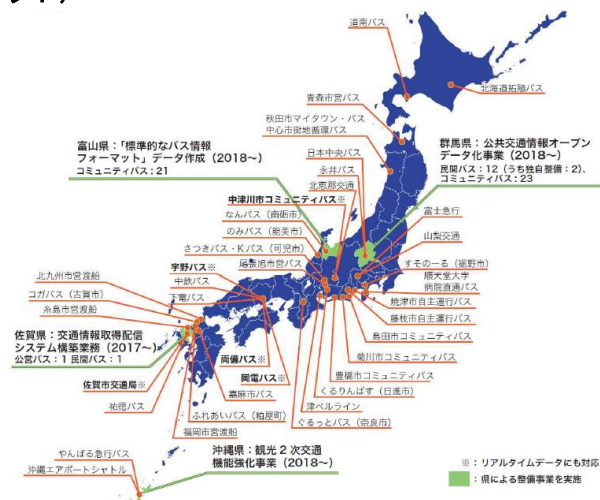 道南バス
北海道拓殖バス
青森市営バス
秋田市マイタウン・バス
中心市街地循環バス
富山県：「標準的なバス情報
フォーマット」データ作成（2018〜）
コミュニティバス：21
群馬県：公共交通情報オープン
データ化事業（2018〜）
民間バス：12（うち独自整備：2）、
コミュニティバス：23
日本中央バス
永井バス
北恵那交通
中津川市コミュニティバス※
なんバス（南砺市）
のみバス（能美市）
さつきバス・Kバス（可児市）
尾張旭市営バス
富士急行
山梨交通
すそのーる（裾野市）
順天堂大学
病院直通バス
焼津市自主運行バス
藤枝市自主運行バス
島田市コミュニティバス
菊川市コミュニティバス
豊橋市コミュニティバス
くるりんばす（日進市）
津ベルライン
ぐるっとバス（奈良市）
宇野バス※
中鉄バス
下電バス
両備バス※
岡電バス※
北九州市営渡船
コガバス（古賀市）
糸島市営渡船
佐賀県：交通情報取得配信
システム構築業務（2017〜）
公営バス：1 民間バス：1
佐賀市交通局※
祐徳バス
嘉麻市バス
ふれあいバス（粕屋町）
福岡市営渡船
沖縄県：観光２次交通
機能強化事業（2018〜）
やんばる急行バス
沖縄エアポートシャトル
※：リアルタイムデータにも対応
：県による整備事業を実施